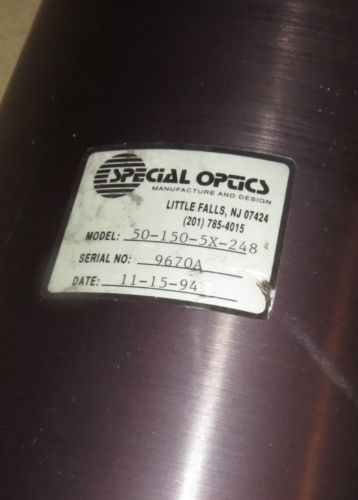 SPECIAL OPTICS
MANUFACTURE AND DESIGN
LITTLE FALLS, NJ 07424
(201) 785-4015
MODEL: 50-150-5X-248
SERIAL NO: 9670A
DATE: 11-15-94